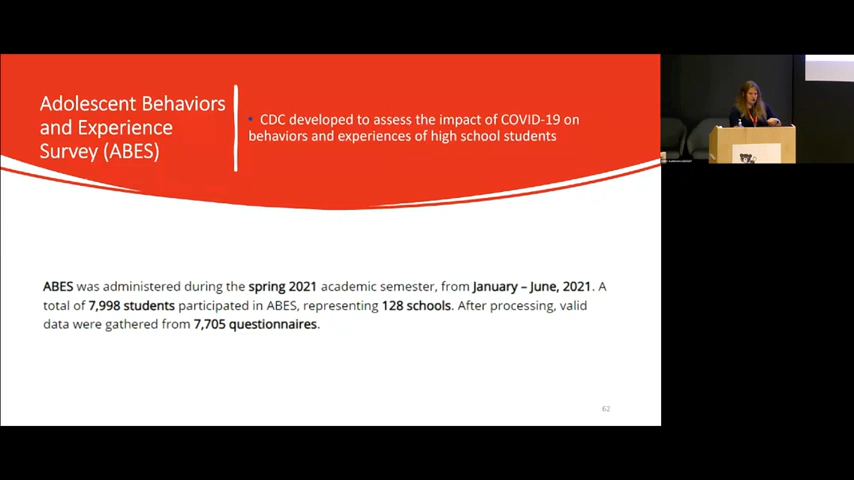 Adolescent Behaviors
and Experience
Survey (ABES)
• CDC developed to assess the impact of COVID-19 on
behaviors and experiences of high school students
ABES was administered during the spring 2021 academic semester, from January – June, 2021. A
total of 7,998 students participated in ABES, representing 128 schools. After processing, valid
data were gathered from 7,705 questionnaires.
62